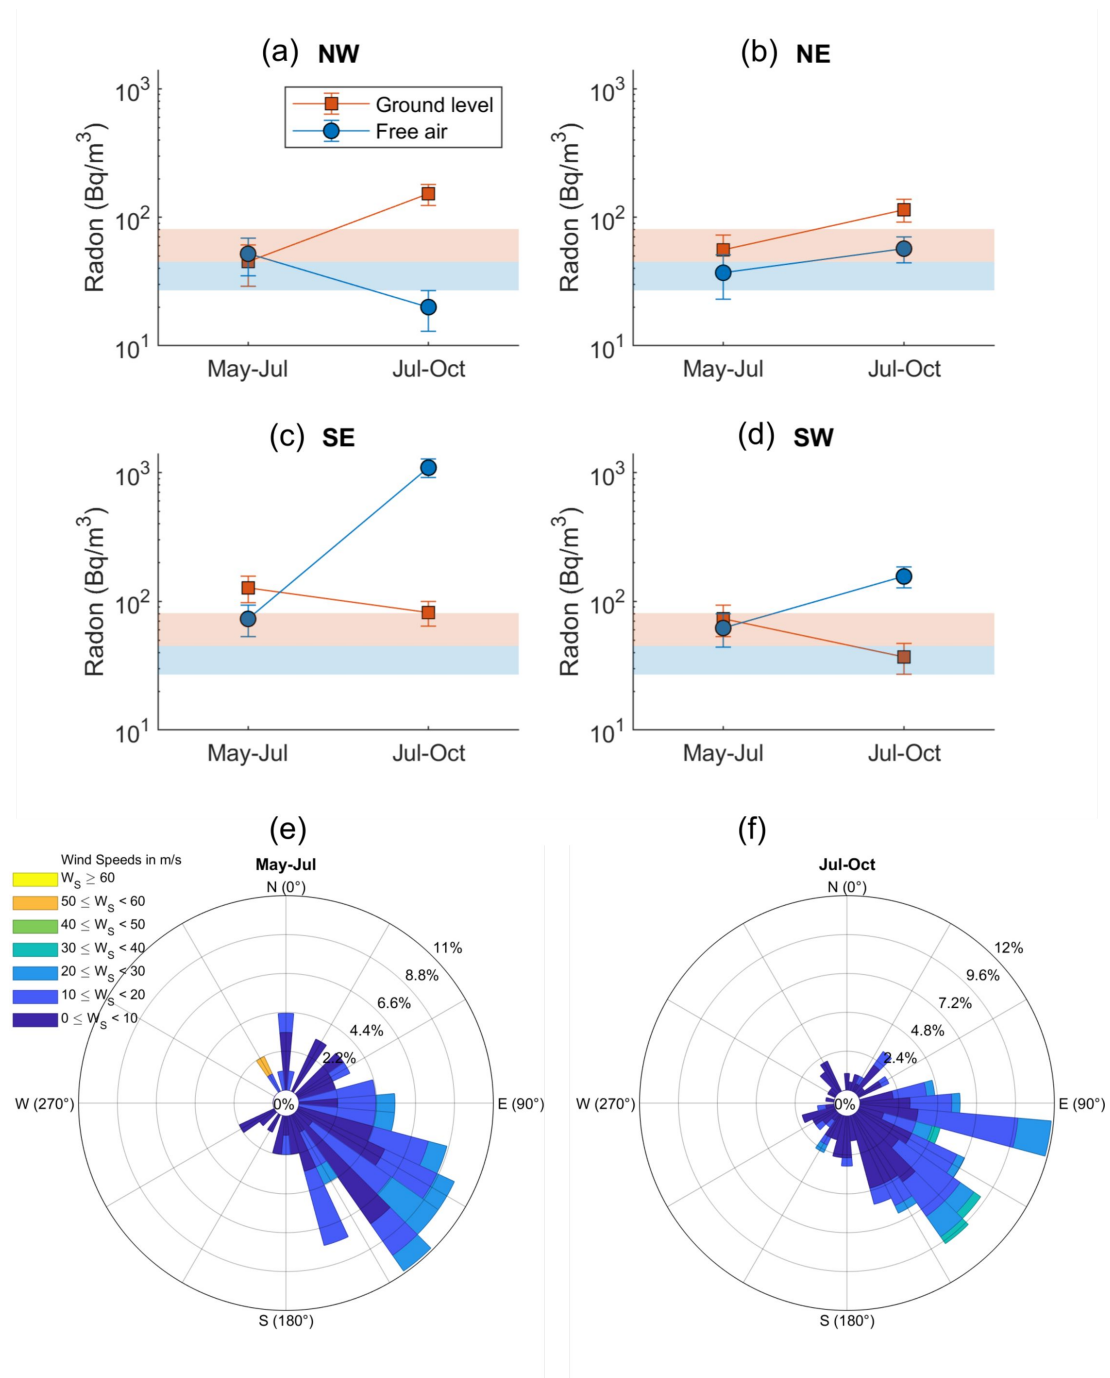 (a) NW
(b) NE
Radon (Bq/m³)
10³
10²
10¹
Ground level
Free air
May-Jul
Jul-Oct
Radon (Bq/m³)
10³
10²
10¹
May-Jul
Jul-Oct
(c) SE
(d) SW
Radon (Bq/m³)
10³
10²
10¹
May-Jul
Jul-Oct
Radon (Bq/m³)
10³
10²
10¹
May-Jul
Jul-Oct
(e)
(f)
Wind Speeds in m/s
W_S ≥ 60
50 ≤ W_S < 60
40 ≤ W_S < 50
30 ≤ W_S < 40
20 ≤ W_S < 30
10 ≤ W_S < 20
0 ≤ W_S < 10
May-Jul
N (0°)
11%
8.8%
6.6%
4.4%
2.2%
0%
W (270°)
E (90°)
S (180°)
Jul-Oct
N (0°)
12%
9.6%
7.2%
4.8%
2.4%
0%
W (270°)
E (90°)
S (180°)